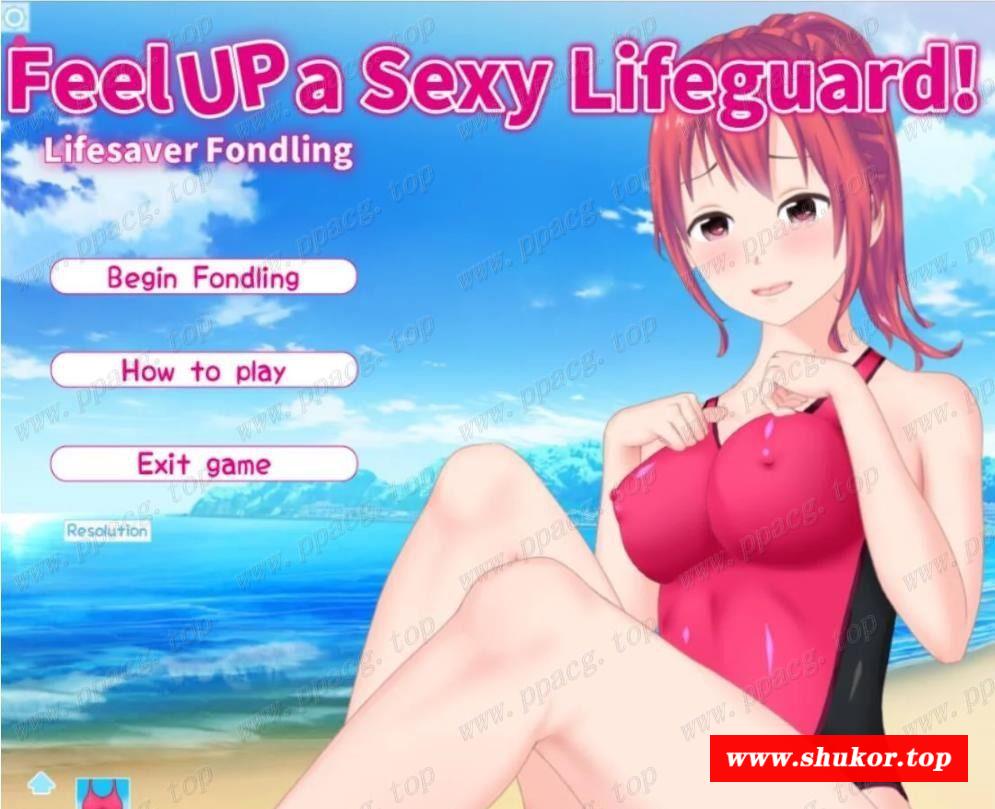 Feel UP a Sexy Lifeguard!
Lifesaver Fondling
Begin Fondling
How to play
Exit game
Resolution
www.ppacg.top
www.shukor.top